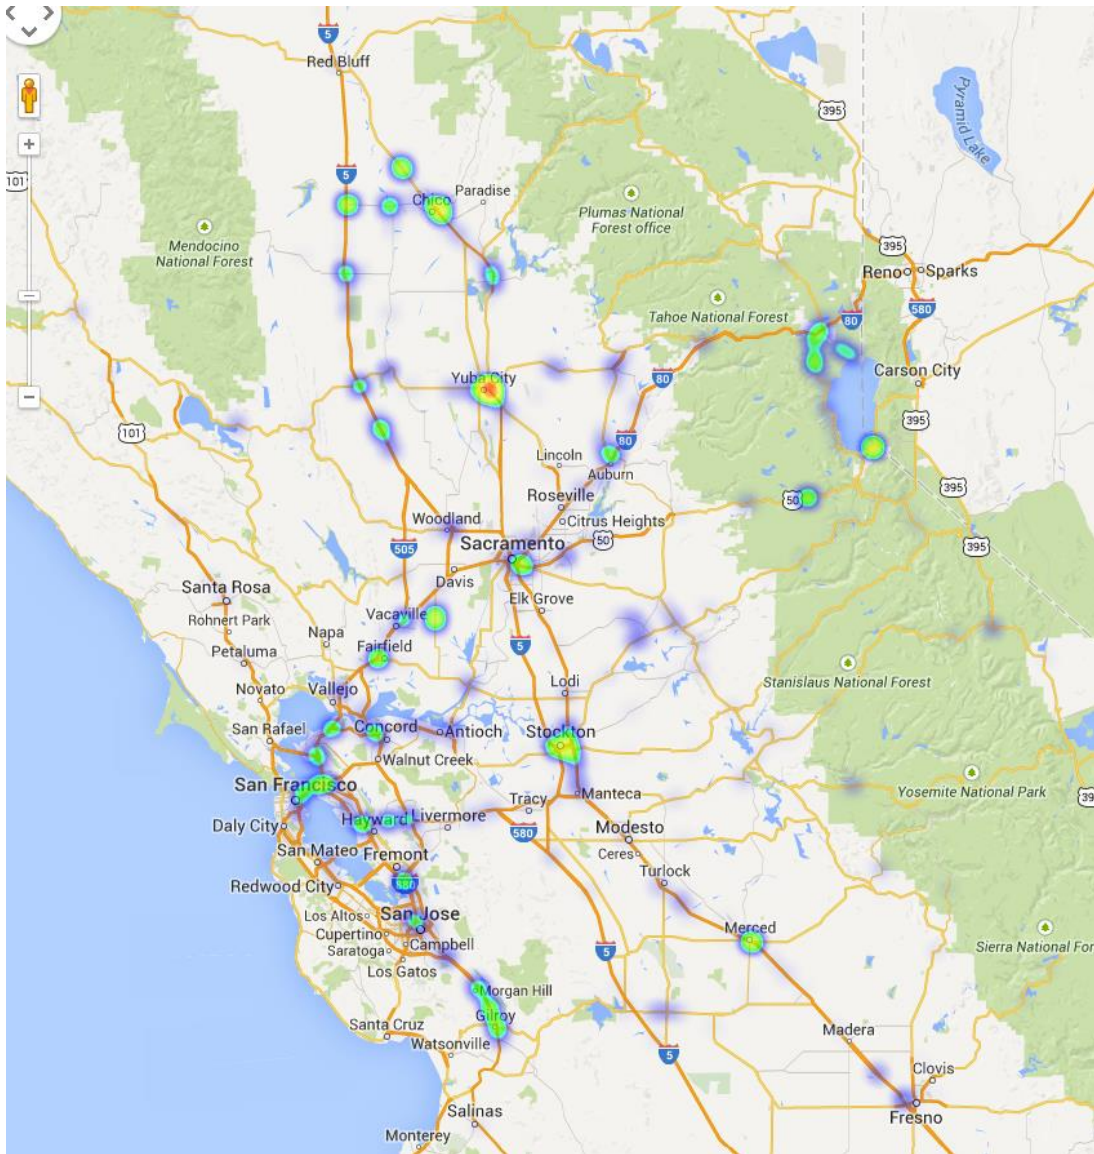 5
Red Bluff
395
Pyramid Lake
101
5
Paradise
Chico
Plumas National
Forest office
Mendocino
National Forest
395
395
Reno
Sparks
Tahoe National Forest
80
580
Yuba City
80
Carson City
101
395
80
Lincoln
Auburn
Roseville
50
395
Woodland
Citrus Heights
Sacramento
50
505
395
Davis
Santa Rosa
Elk Grove
Vacaville
Rohnert Park
Napa
5
Petaluma
Fairfield
Stanislaus National Forest
Novato
Vallejo
Lodi
San Rafael
Concord
Antioch
Stockton
Walnut Creek
San Francisco
Yosemite National Park
Tracy
Manteca
39
Daly City
Hayward
Livermore
580
Modesto
San Mateo
Fremont
Ceres
Redwood City
680
Turlock
Los Altos
San Jose
Cupertino
Campbell
Merced
Saratoga
5
Sierra National For
Los Gatos
Morgan Hill
Gilroy
Santa Cruz
Madera
Watsonville
5
Clovis
Salinas
Fresno
Monterey